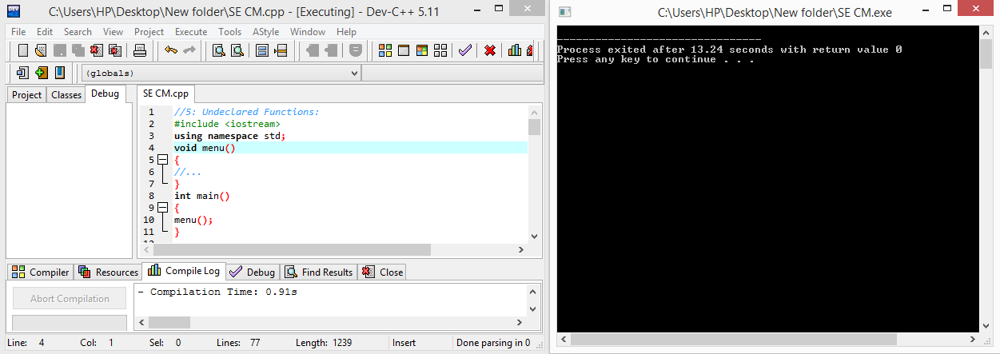 C:\Users\HP\Desktop\New folder\SE CM.cpp - [Executing] - Dev-C++ 5.11
File Edit Search View Project Execute Tools AStyle Window Help
(globals)
Project Classes Debug
SE CM.cpp
1 //5: Undeclared Functions:
2 #include <iostream>
3 using namespace std;
4 void menu()
5 {
6 //...
7 }
8 int main()
9 {
10 menu();
11 }
Compiler Resources Compile Log Debug Find Results Close
Abort Compilation
- Compilation Time: 0.91s
Line: 4 Col: 1 Sel: 0 Lines: 77 Length: 1239 Insert Done parsing in 0
C:\Users\HP\Desktop\New folder\SE CM.exe
--------------------------------
Process exited after 13.24 seconds with return value 0
Press any key to continue . . .